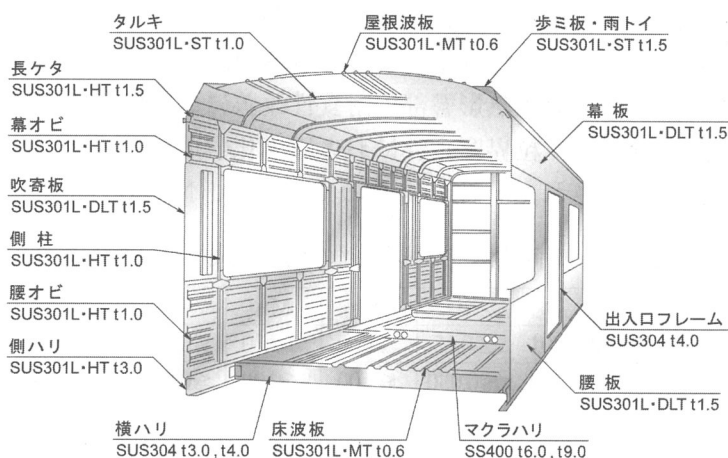 タルキ
SUS301L･ST t1.0
屋根波板
SUS301L･MT t0.6
歩ミ板・雨トイ
SUS301L･ST t1.5
長ケタ
SUS301L･HT t1.5
幕オビ
SUS301L･HT t1.0
吹寄板
SUS301L･DLT t1.5
側柱
SUS301L･HT t1.0
腰オビ
SUS301L･HT t1.0
側ハリ
SUS301L･HT t3.0
幕板
SUS301L･DLT t1.5
出入口フレーム
SUS304 t4.0
腰板
SUS301L･DLT t1.5
横ハリ
SUS304 t3.0 , t4.0
床波板
SUS301L･MT t0.6
マクラハリ
SS400 t6.0 , t9.0